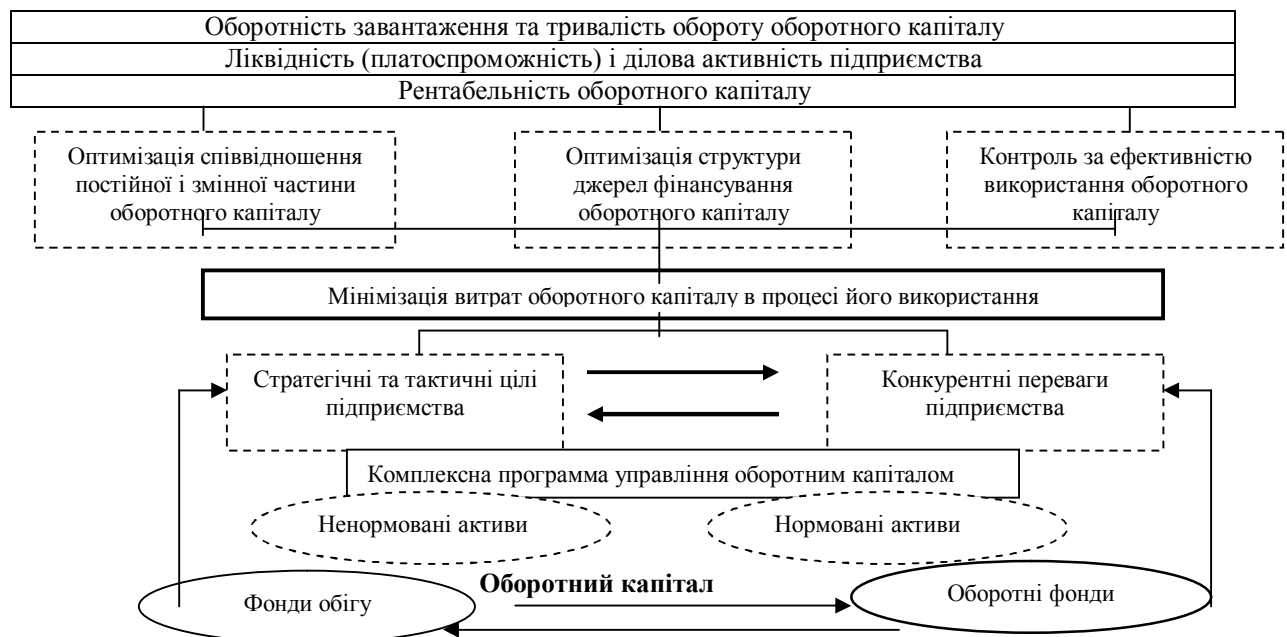 Оборотність завантаження та тривалість обороту оборотного капіталу
Ліквідність (платоспроможність) і ділова активність підприємства
Рентабельність оборотного капіталу
Оптимізація співвідношення
постійної і змінної частини
оборотного капіталу
Оптимізація структури
джерел фінансування
оборотного капіталу
Контроль за ефективністю
використання оборотного
капіталу
Мінімізація витрат оборотного капіталу в процесі його використання
Стратегічні та тактичні цілі
підприємства
Конкурентні переваги
підприємства
Комплексна программа управління оборотним капіталом
Ненормовані активи
Нормовані активи
Оборотний капітал
Фонди обігу
Оборотні фонди